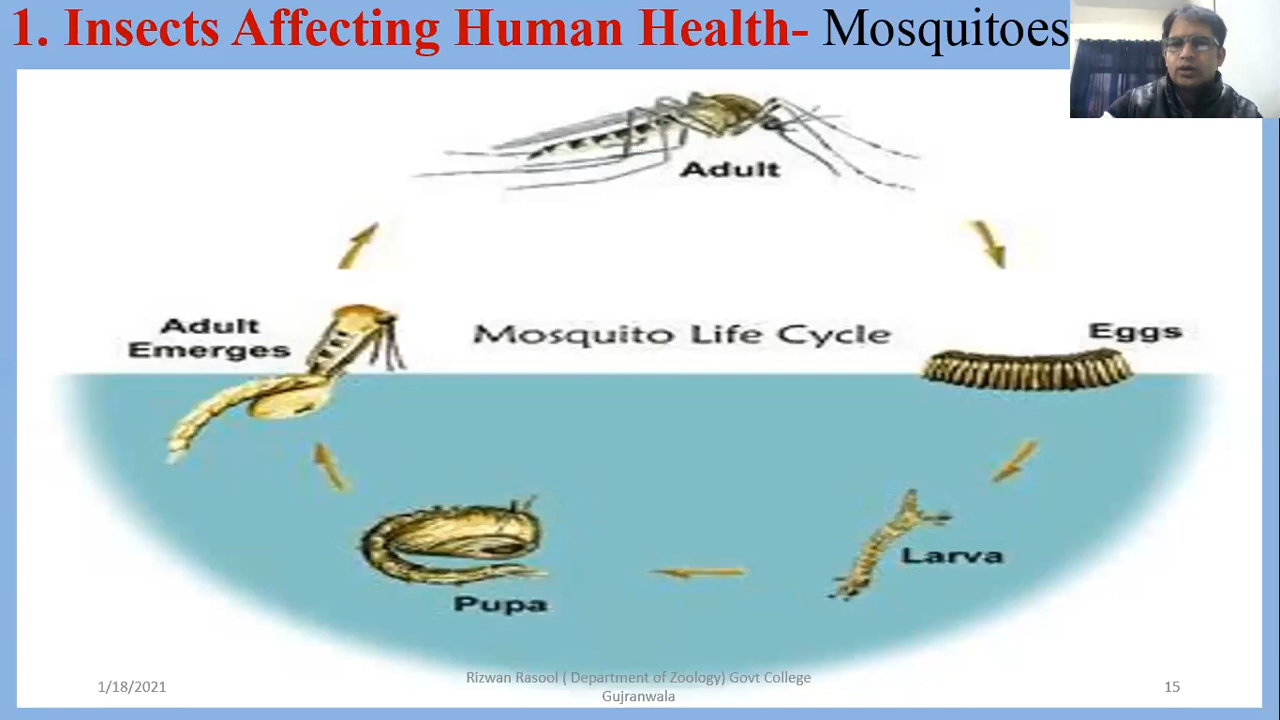 1. Insects Affecting Human Health- Mosquitoes
Adult
Adult
Emerges
Mosquito Life Cycle
Eggs
Larva
Pupa
1/18/2021
Rizwan Rasool ( Department of Zoology) Govt College
Gujranwala
15